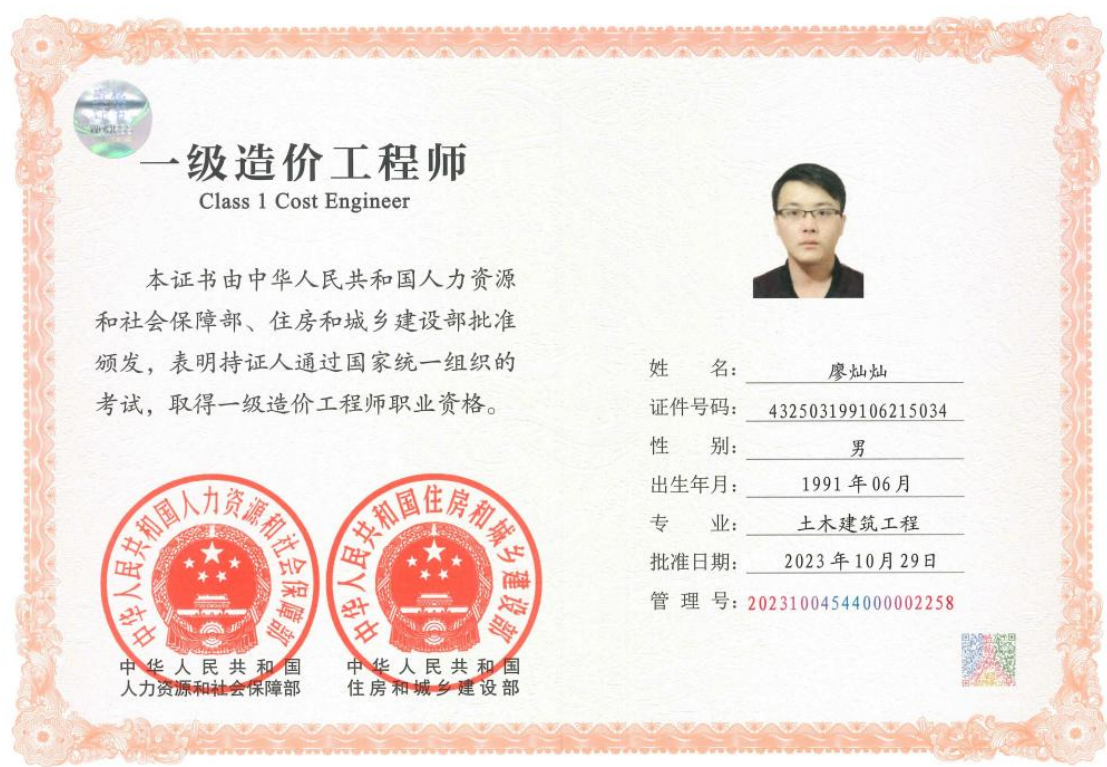 一级造价工程师
Class 1 Cost Engineer
本证书由中华人民共和国人力资源
和社会保障部、住房和城乡建设部批准
颁发，表明持证人通过国家统一组织的
考试，取得一级造价工程师职业资格。
中华人民共和国人力资源和社会保障部
中华人民共和国住房和城乡建设部
中华人民共和国
人力资源和社会保障部
中华人民共和国
住房和城乡建设部
姓 名：廖灿灿
证件号码：432503199106215034
性 别：男
出生年月：1991年06月
专 业：土木建筑工程
批准日期：2023年10月29日
管 理 号：20231004544000002258